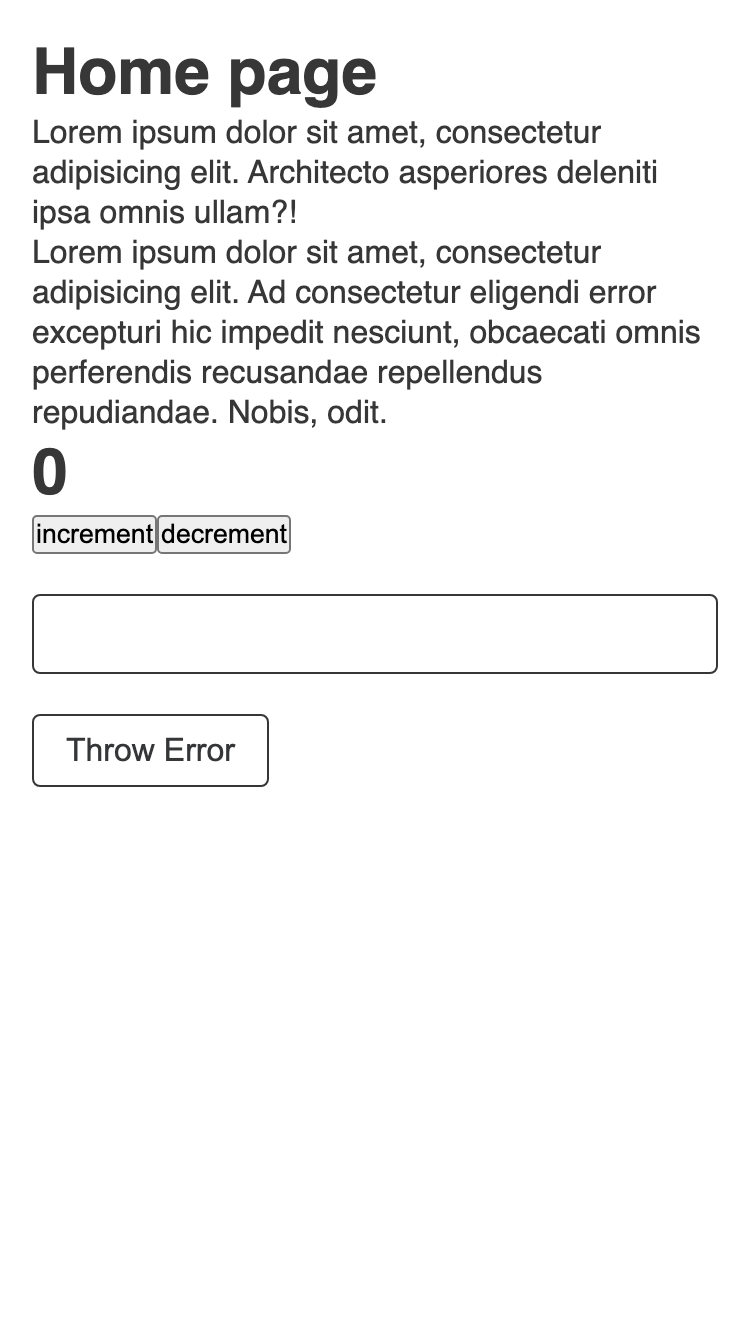 Home page
Lorem ipsum dolor sit amet, consectetur
adipisicing elit. Architecto asperiores deleniti
ipsa omnis ullam?!
Lorem ipsum dolor sit amet, consectetur
adipisicing elit. Ad consectetur eligendi error
excepturi hic impedit nesciunt, obcaecati omnis
perferendis recusandae repellendus
repudiandae. Nobis, odit.
0
increment decrement
Throw Error